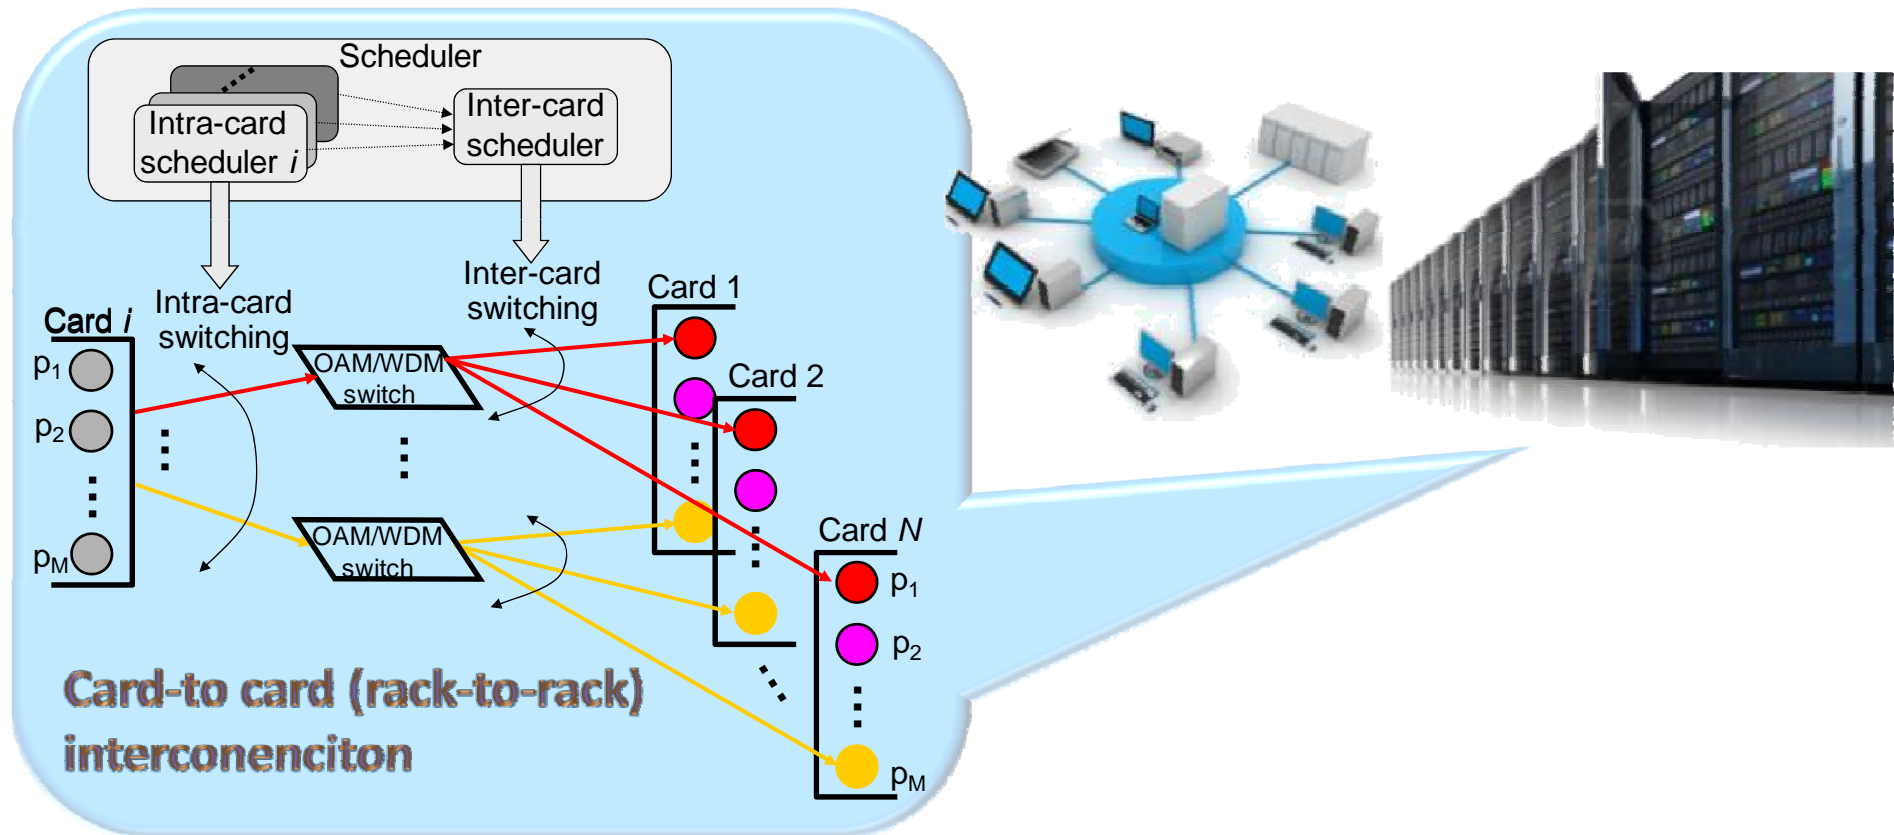 Scheduler
Intra-card
scheduler i
Inter-card
scheduler
Intra-card
switching
Inter-card
switching
Card i
p1
p2
pM
OAM/WDM
switch
OAM/WDM
switch
Card 1
Card 2
Card N
p1
p2
pM
Card-to card (rack-to-rack)
interconenciton